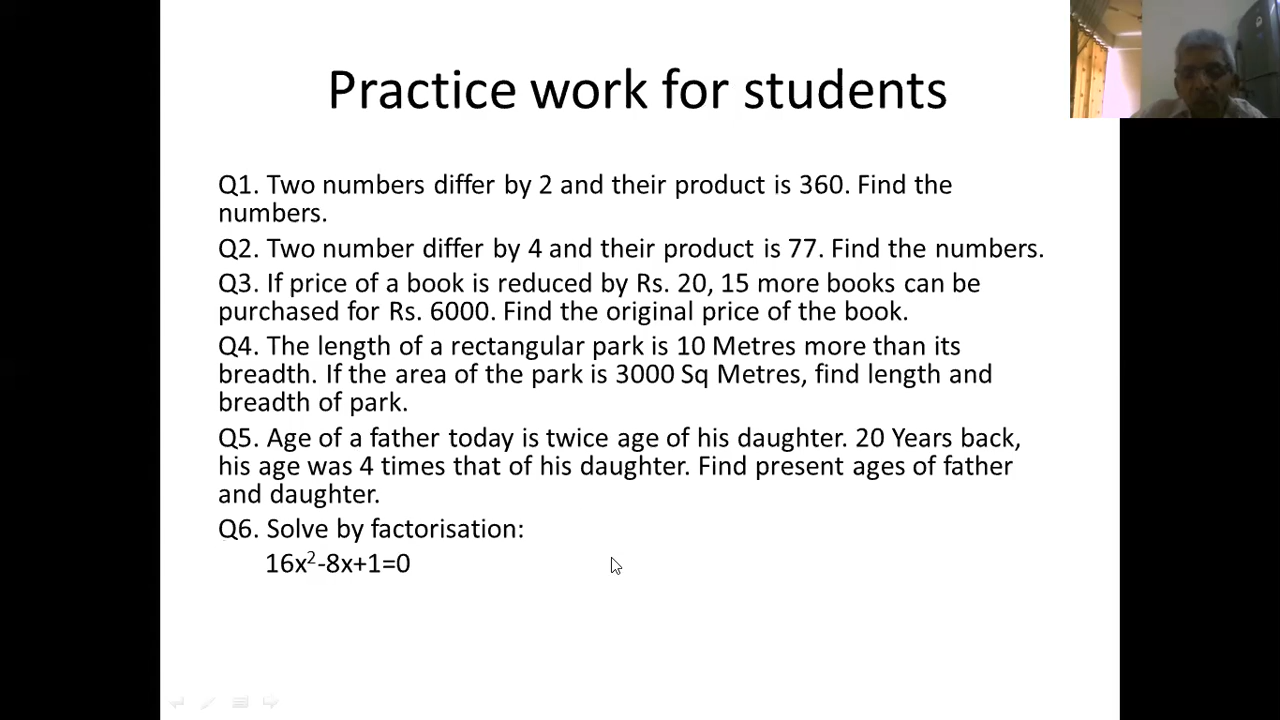 Practice work for students
Q1. Two numbers differ by 2 and their product is 360. Find the
numbers.
Q2. Two number differ by 4 and their product is 77. Find the numbers.
Q3. If price of a book is reduced by Rs. 20, 15 more books can be
purchased for Rs. 6000. Find the original price of the book.
Q4. The length of a rectangular park is 10 Metres more than its
breadth. If the area of the park is 3000 Sq Metres, find length and
breadth of park.
Q5. Age of a father today is twice age of his daughter. 20 Years back,
his age was 4 times that of his daughter. Find present ages of father
and daughter.
Q6. Solve by factorisation:
16x²-8x+1=0